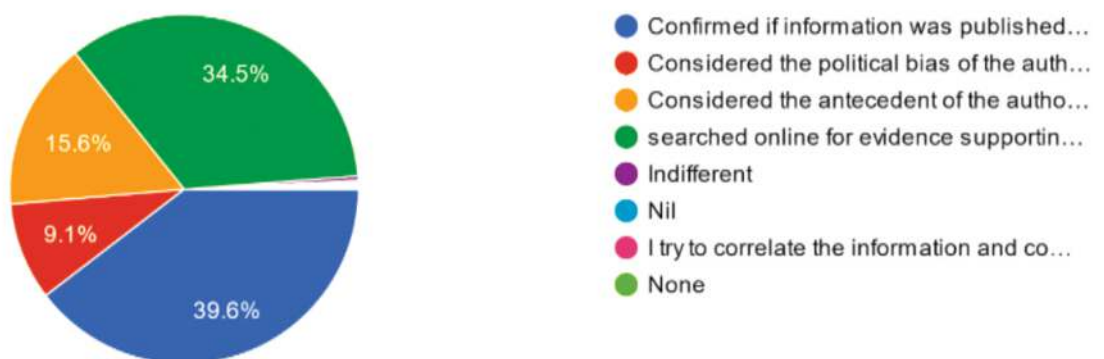 34.5%
15.6%
9.1%
39.6%
Confirmed if information was published...
Considered the political bias of the auth...
Considered the antecedent of the autho...
searched online for evidence supportin...
Indifferent
Nil
I try to correlate the information and co...
None